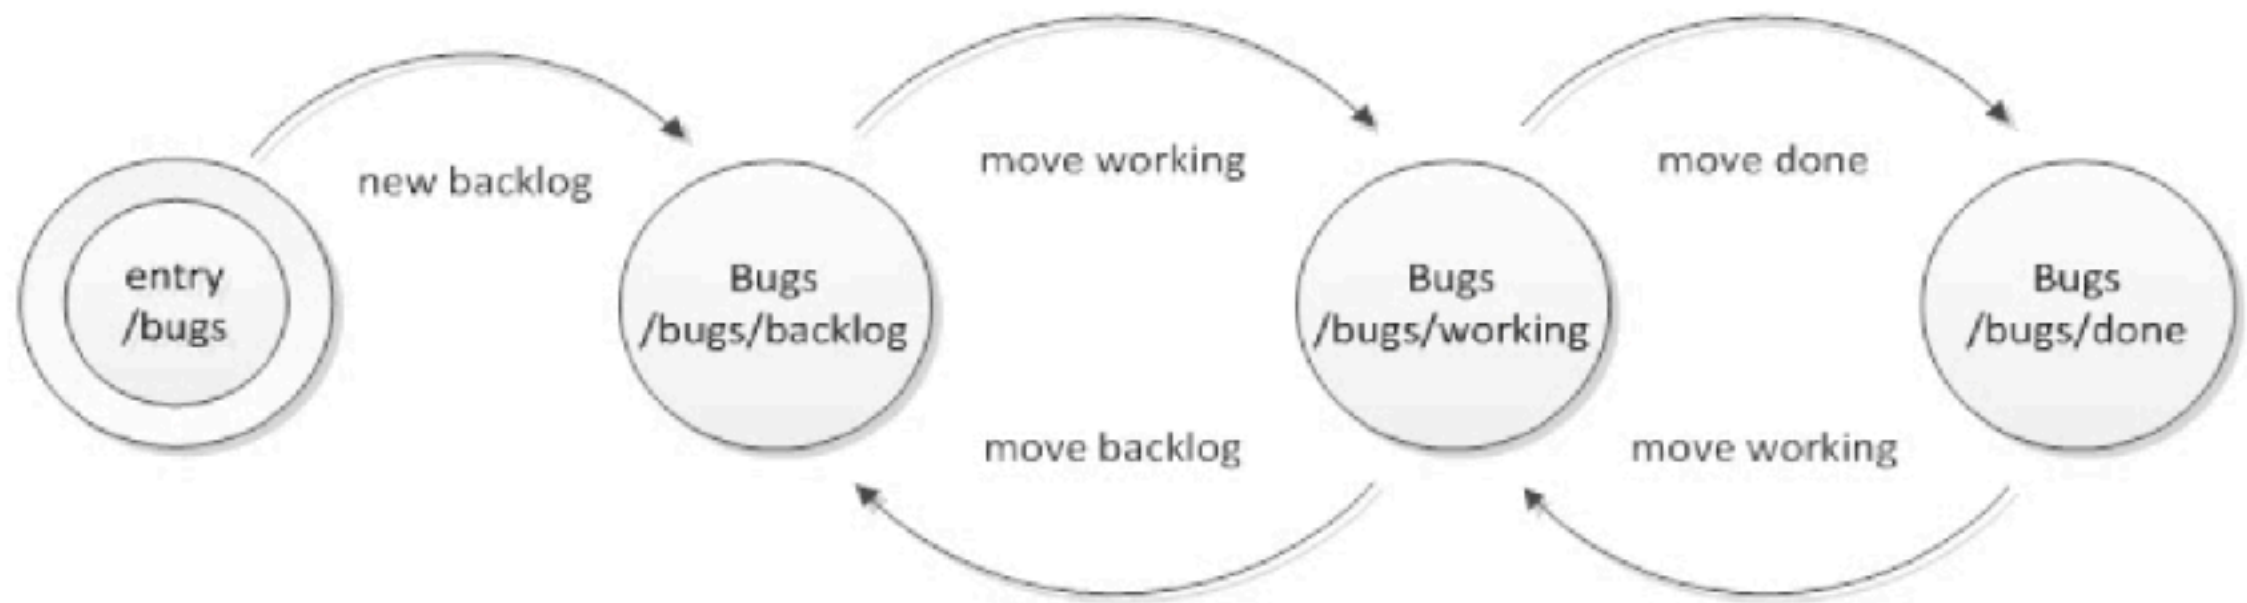 new backlog
move working
move done
entry
/bugs
Bugs
/bugs/backlog
Bugs
/bugs/working
Bugs
/bugs/done
move backlog
move working